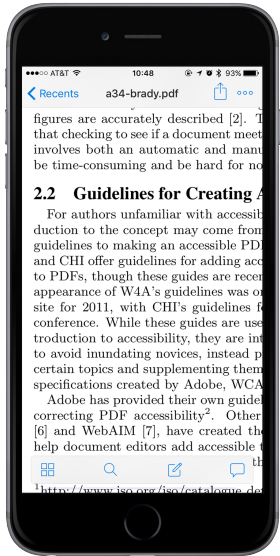 AT&T 10:48 93%
Recents a34-brady.pdf
figures are accurately described [2].
that checking to see if a document meet
involves both an automatic and manu
be time-consuming and be hard for no
2.2 Guidelines for Creating A
For authors unfamiliar with accessib
duction to the concept may come from
guidelines to making an accessible PDF
and CHI offer guidelines for adding acc
to PDFs, though these guides are recen
appearance of W4A's guidelines was on
site for 2011, with CHI's guidelines fo
conference. While these guides are use
troduction to accessibility, they are int
to avoid inundating novices, instead p
certain topics and supplementing them
specifications created by Adobe, WCA
Adobe has provided their own guidel
correcting PDF accessibility2. Other
[6] and WebAIM [7], have created the
help document editors add accessible t
th
1http://www.iso.org/iso/catalogue_det